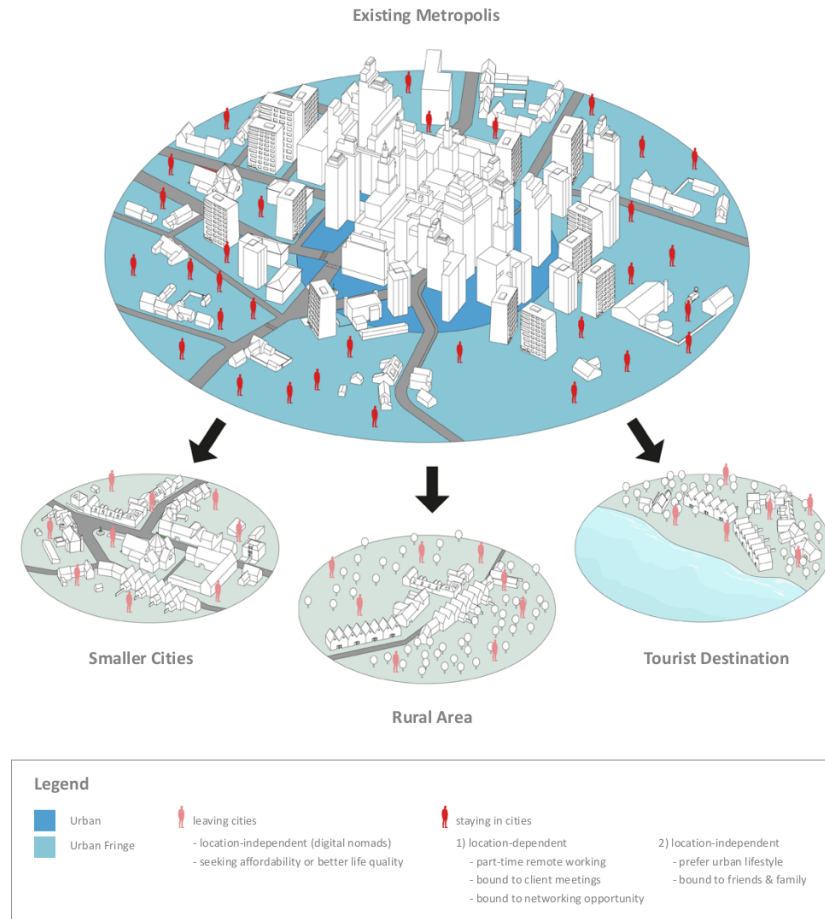 Existing Metropolis
Smaller Cities
Tourist Destination
Rural Area
Legend
Urban
Urban Fringe
leaving cities
- location-independent (digital nomads)
- seeking affordability or better life quality
staying in cities
1) location-dependent
- part-time remote working
- bound to client meetings
- bound to networking opportunity
2) location-independent
- prefer urban lifestyle
- bound to friends & family